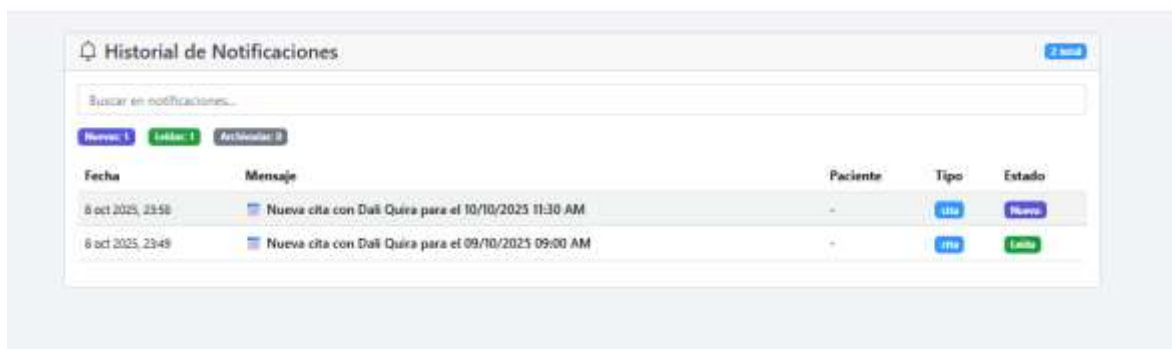 Historial de Notificaciones 2 total
Buscar en notificaciones...
Nuevas: 1 Leídas: 1 Archivadas: 0
Fecha Mensaje Paciente Tipo Estado
8 oct 2025, 23:50 Nueva cita con Dali Quira para el 10/10/2025 11:30 AM - cita Nueva
8 oct 2025, 23:49 Nueva cita con Dali Quira para el 09/10/2025 09:00 AM - cita Leída